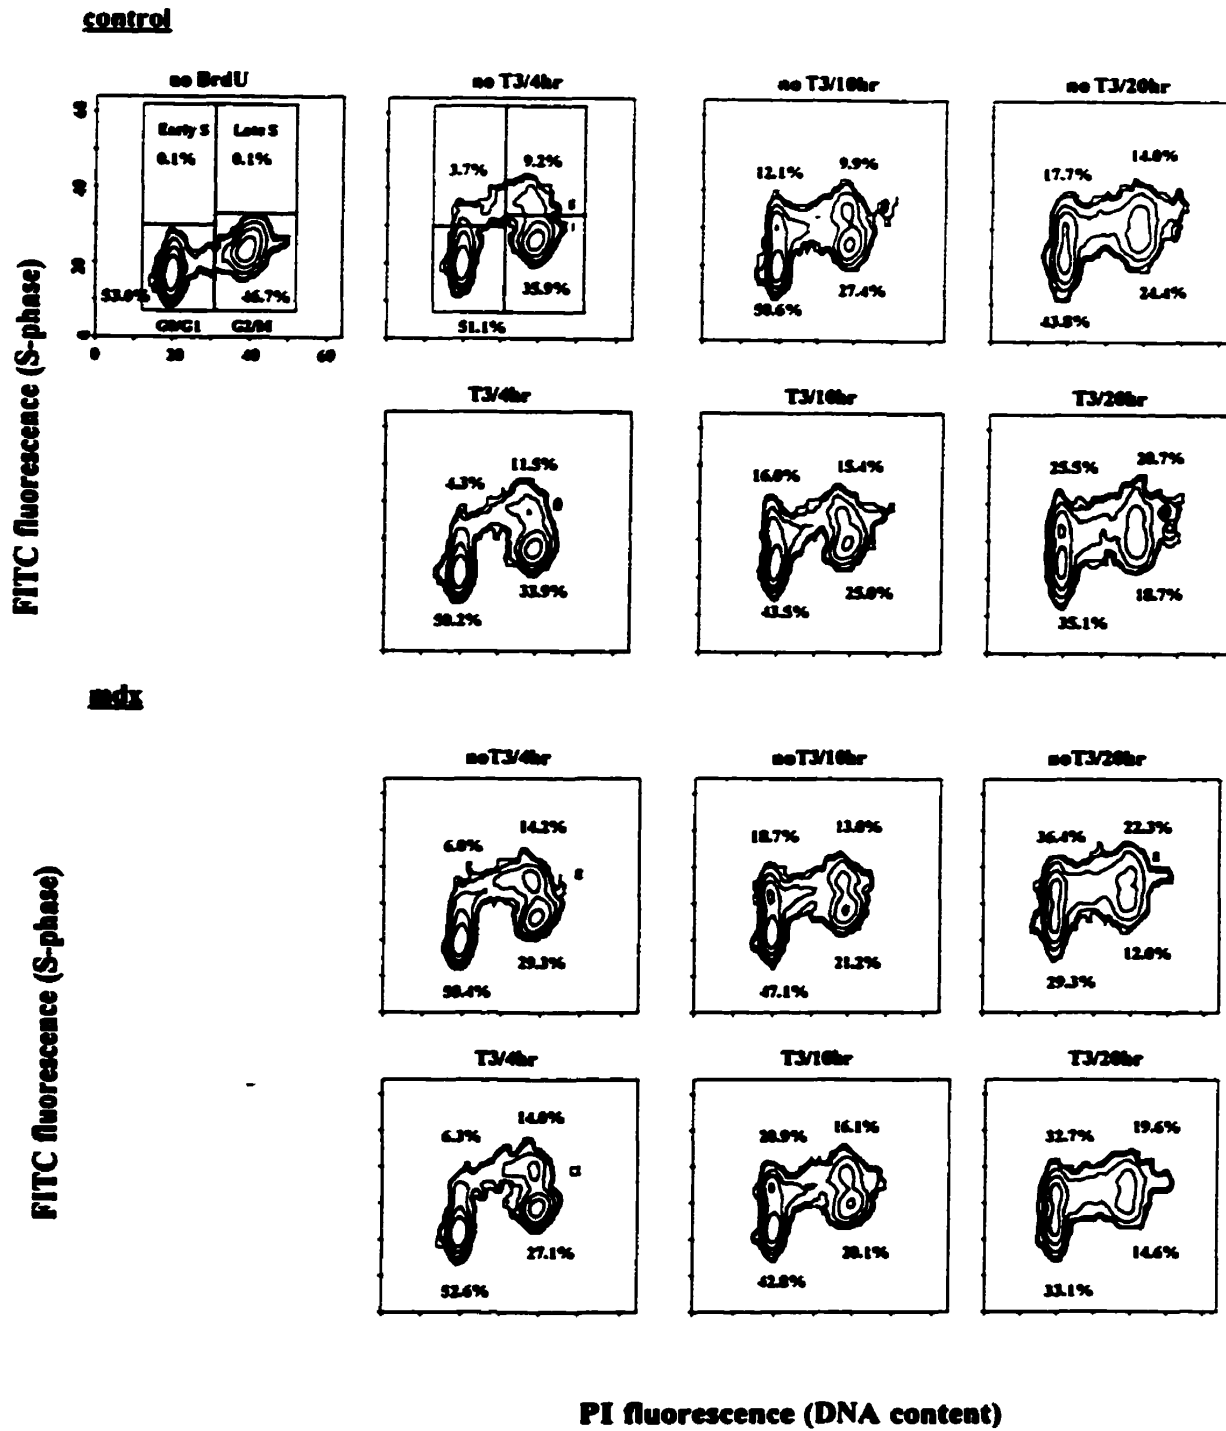 control
no BrdU
no T3/4hr
no T3/10hr
no T3/20hr
Early S
Late S
0.1%
0.1%
53.0%
46.7%
G0/G1
G2/M
60
40
20
0
0
20
40
60
3.7%
9.2%
35.9%
51.1%
12.1%
9.9%
27.4%
50.6%
17.7%
14.0%
24.4%
43.8%
FITC fluorescence (S-phase)
T3/4hr
T3/10hr
T3/20hr
4.3%
11.5%
33.9%
50.2%
16.0%
15.4%
25.0%
43.5%
25.5%
20.7%
18.7%
35.1%
mdx
noT3/4hr
noT3/10hr
noT3/20hr
6.0%
14.2%
29.3%
50.4%
18.7%
13.0%
21.2%
47.1%
36.4%
22.3%
12.0%
29.3%
FITC fluorescence (S-phase)
T3/4hr
T3/10hr
T3/20hr
6.3%
14.0%
27.1%
52.6%
20.9%
16.1%
20.1%
42.8%
32.7%
19.6%
14.6%
33.1%
PI fluorescence (DNA content)